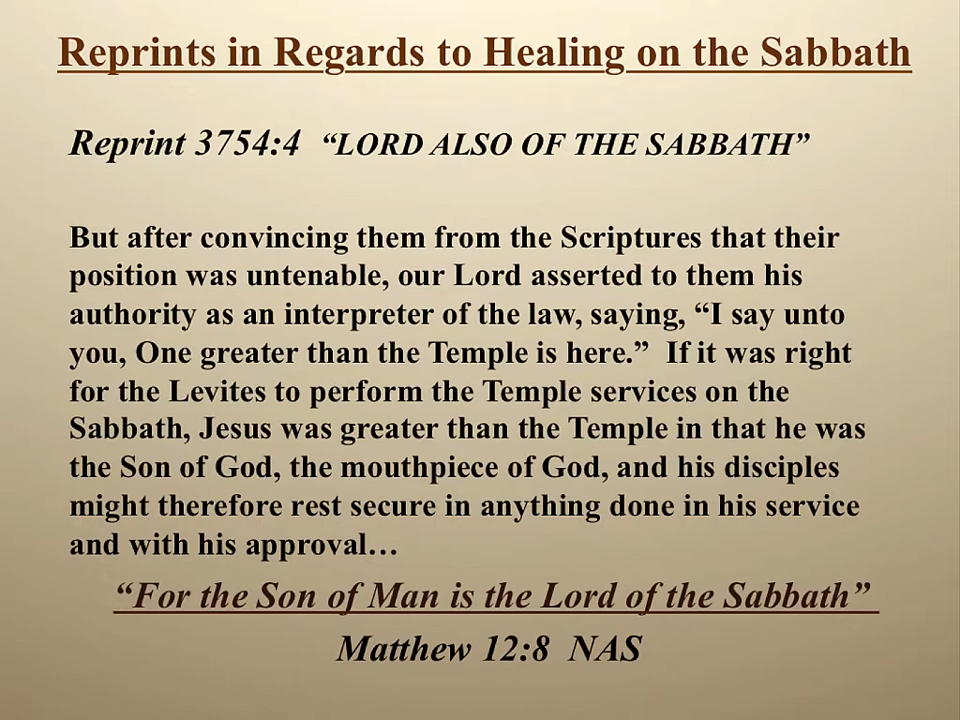 Reprints in Regards to Healing on the Sabbath
Reprint 3754:4 “LORD ALSO OF THE SABBATH”
But after convincing them from the Scriptures that their
position was untenable, our Lord asserted to them his
authority as an interpreter of the law, saying, “I say unto
you, One greater than the Temple is here.” If it was right
for the Levites to perform the Temple services on the
Sabbath, Jesus was greater than the Temple in that he was
the Son of God, the mouthpiece of God, and his disciples
might therefore rest secure in anything done in his service
and with his approval…
“For the Son of Man is the Lord of the Sabbath”
Matthew 12:8 NAS